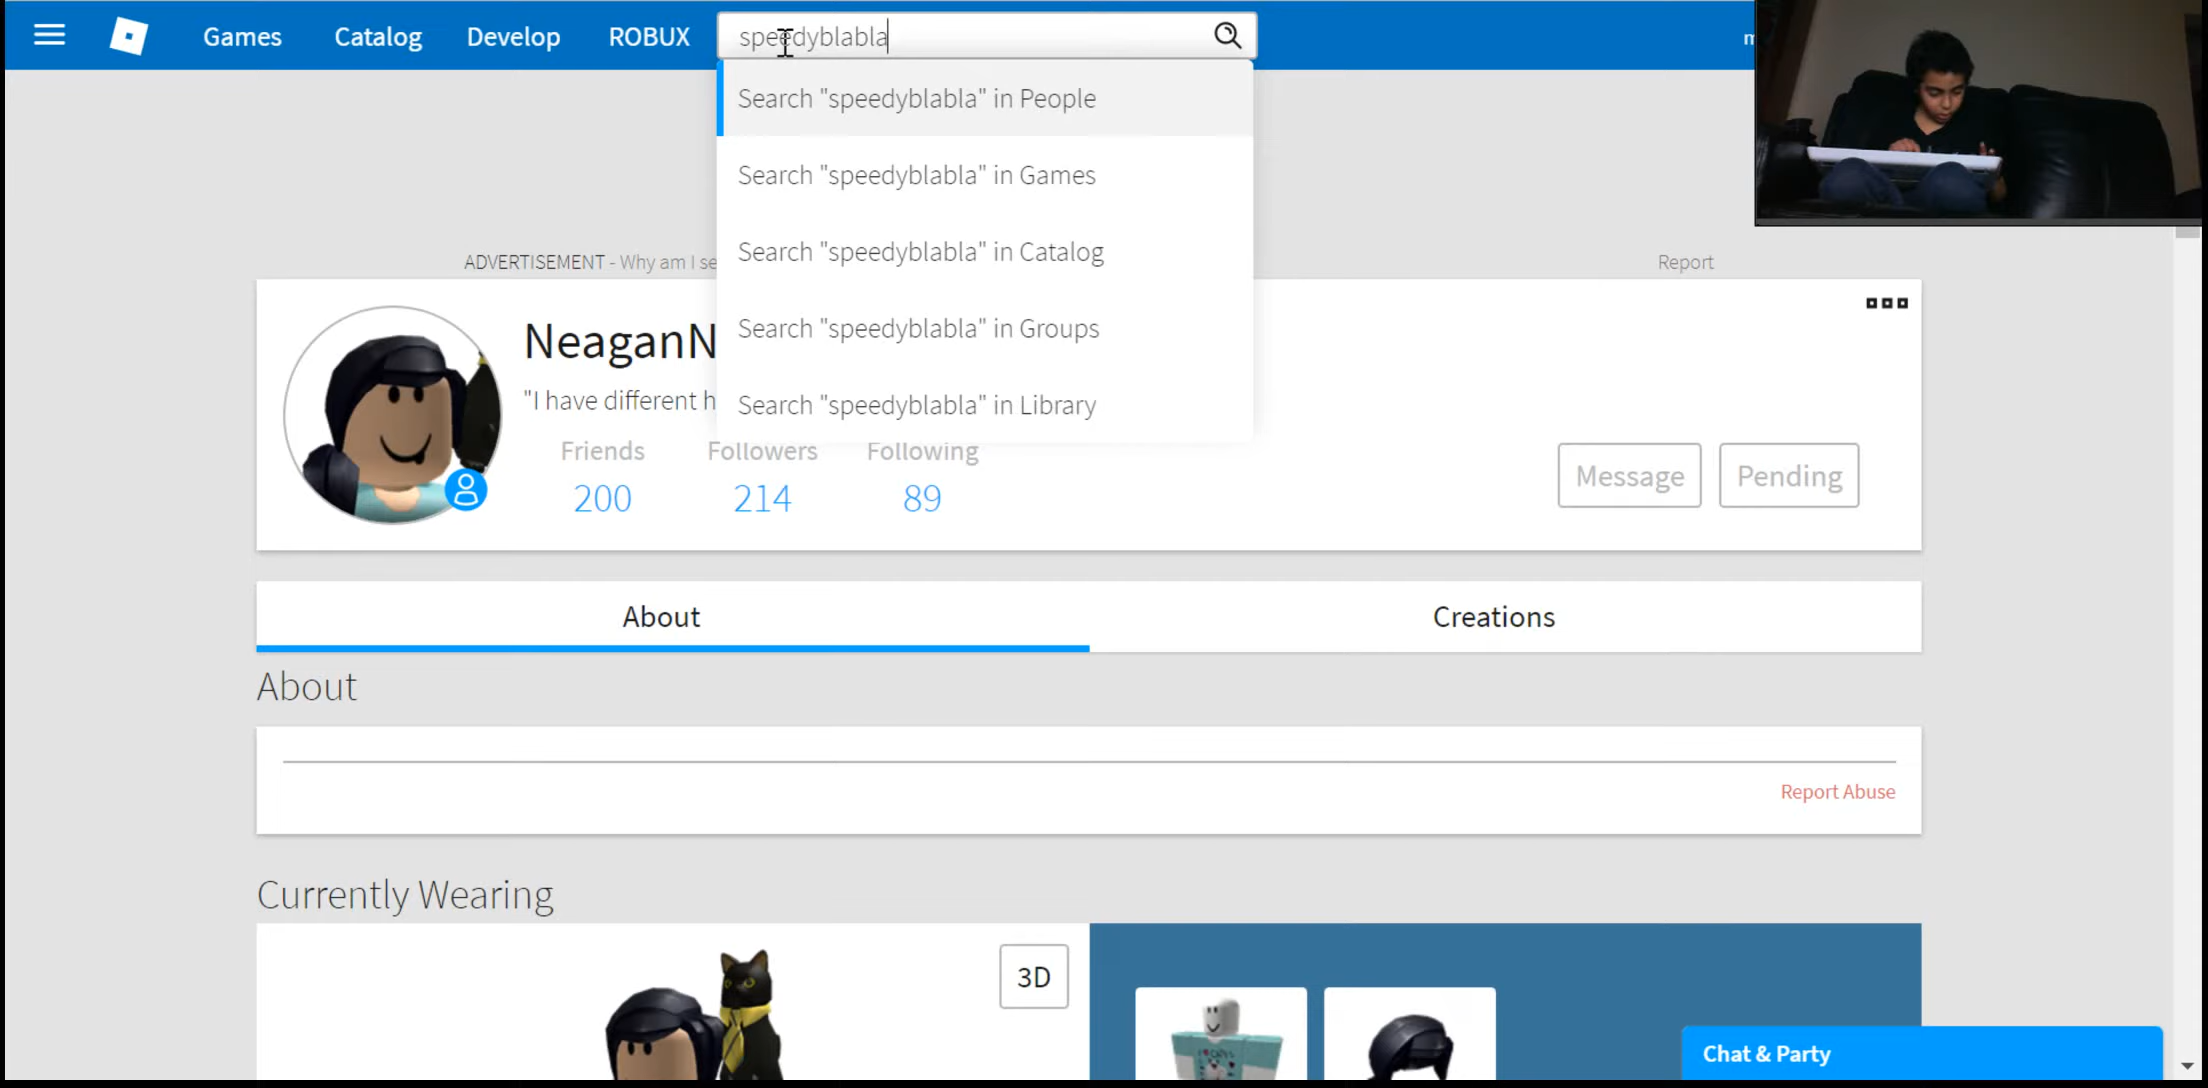 Games Catalog Develop ROBUX speedyblabla
Search "speedyblabla" in People
Search "speedyblabla" in Games
Search "speedyblabla" in Catalog
Search "speedyblabla" in Groups
Search "speedyblabla" in Library
ADVERTISEMENT - Why am I se
Report
NeaganN
"I have different h
Friends Followers Following
200 214 89
Message Pending
About Creations
About
Report Abuse
Currently Wearing
3D
Chat & Party